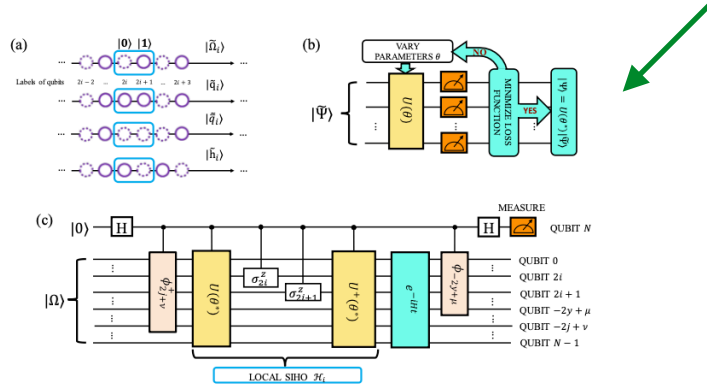 (a)
|0⟩ |1⟩
|Ω̃ᵢ⟩
... ...
Labels of qubits 2i − 2 ... 2i 2i + 1 ... 2i + 3
|q̃ᵢ⟩
... ...
|q̄̃ᵢ⟩
... ...
|h̃ᵢ⟩
... ...
(b)
VARY
PARAMETERS θ
NO
|Ψ̃⟩
U(θ)
MINIMIZE LOSS
FUNCTION
YES
|Ψ⟩ = U(θ*)|Ψ̃⟩
(c)
MEASURE
|0⟩ H H QUBIT N
|Ω⟩
ϕ⁺₂ⱼ₊ᵥ
U(θ*)
σᶻ₂ᵢ
σᶻ₂ᵢ₊₁
U⁺(θ*)
e⁻ⁱᴴᵗ
ϕ₋₂y₊μ
QUBIT 0
QUBIT 2i
QUBIT 2i + 1
QUBIT −2y + μ
QUBIT −2j + ν
QUBIT N − 1
LOCAL SIHO ℋᵢ